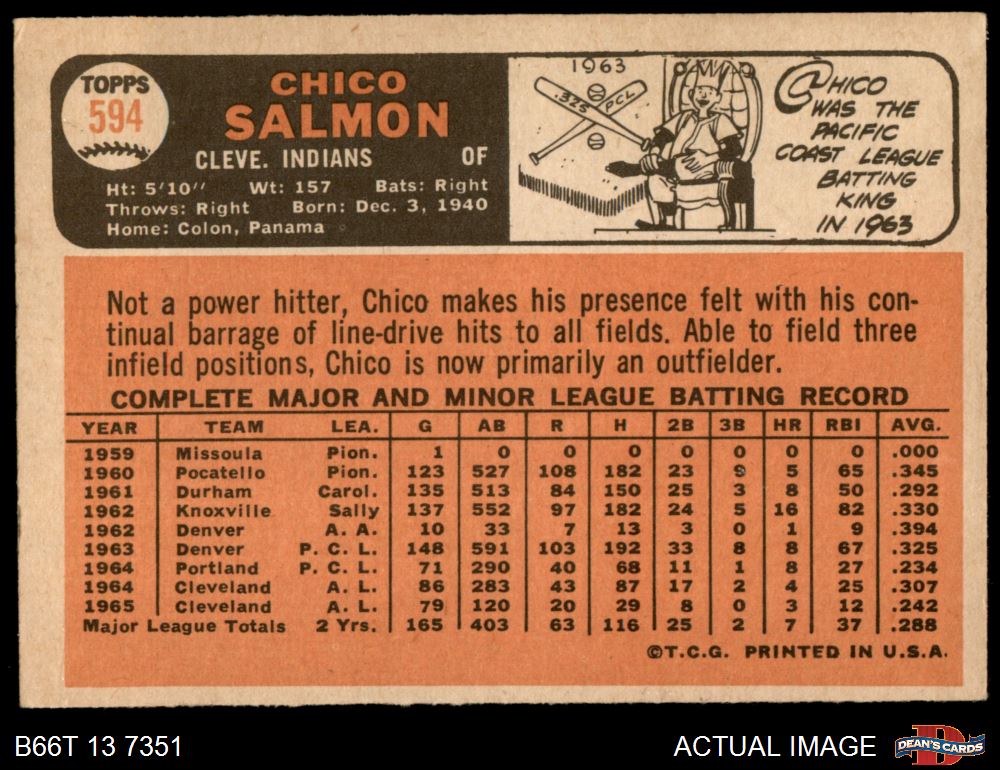 TOPPS
594
CHICO
SALMON
CLEVE. INDIANS OF
Ht: 5'10" Wt: 157 Bats: Right
Throws: Right Born: Dec. 3, 1940
Home: Colon, Panama
1963
.325 PCL
CHICO
WAS THE
PACIFIC
COAST LEAGUE
BATTING
KING
IN 1963
Not a power hitter, Chico makes his presence felt with his con-
tinual barrage of line-drive hits to all fields. Able to field three
infield positions, Chico is now primarily an outfielder.
COMPLETE MAJOR AND MINOR LEAGUE BATTING RECORD
YEAR TEAM LEA. G AB R H 2B 3B HR RBI AVG.
1959 Missoula Pion. 1 0 0 0 0 0 0 0 .000
1960 Pocatello Pion. 123 527 108 182 23 9 5 65 .345
1961 Durham Carol. 135 513 84 150 25 3 8 50 .292
1962 Knoxville Sally 137 552 97 182 24 5 16 82 .330
1962 Denver A. A. 10 33 7 13 3 0 1 9 .394
1963 Denver P. C. L. 148 591 103 192 33 8 8 67 .325
1964 Portland P. C. L. 71 290 40 68 11 1 8 27 .234
1964 Cleveland A. L. 86 283 43 87 17 2 4 25 .307
1965 Cleveland A. L. 79 120 20 29 8 0 3 12 .242
Major League Totals 2 Yrs. 165 403 63 116 25 2 7 37 .288
©T.C.G. PRINTED IN U.S.A.
B66T 13 7351
ACTUAL IMAGE
D
DEAN'S CARDS